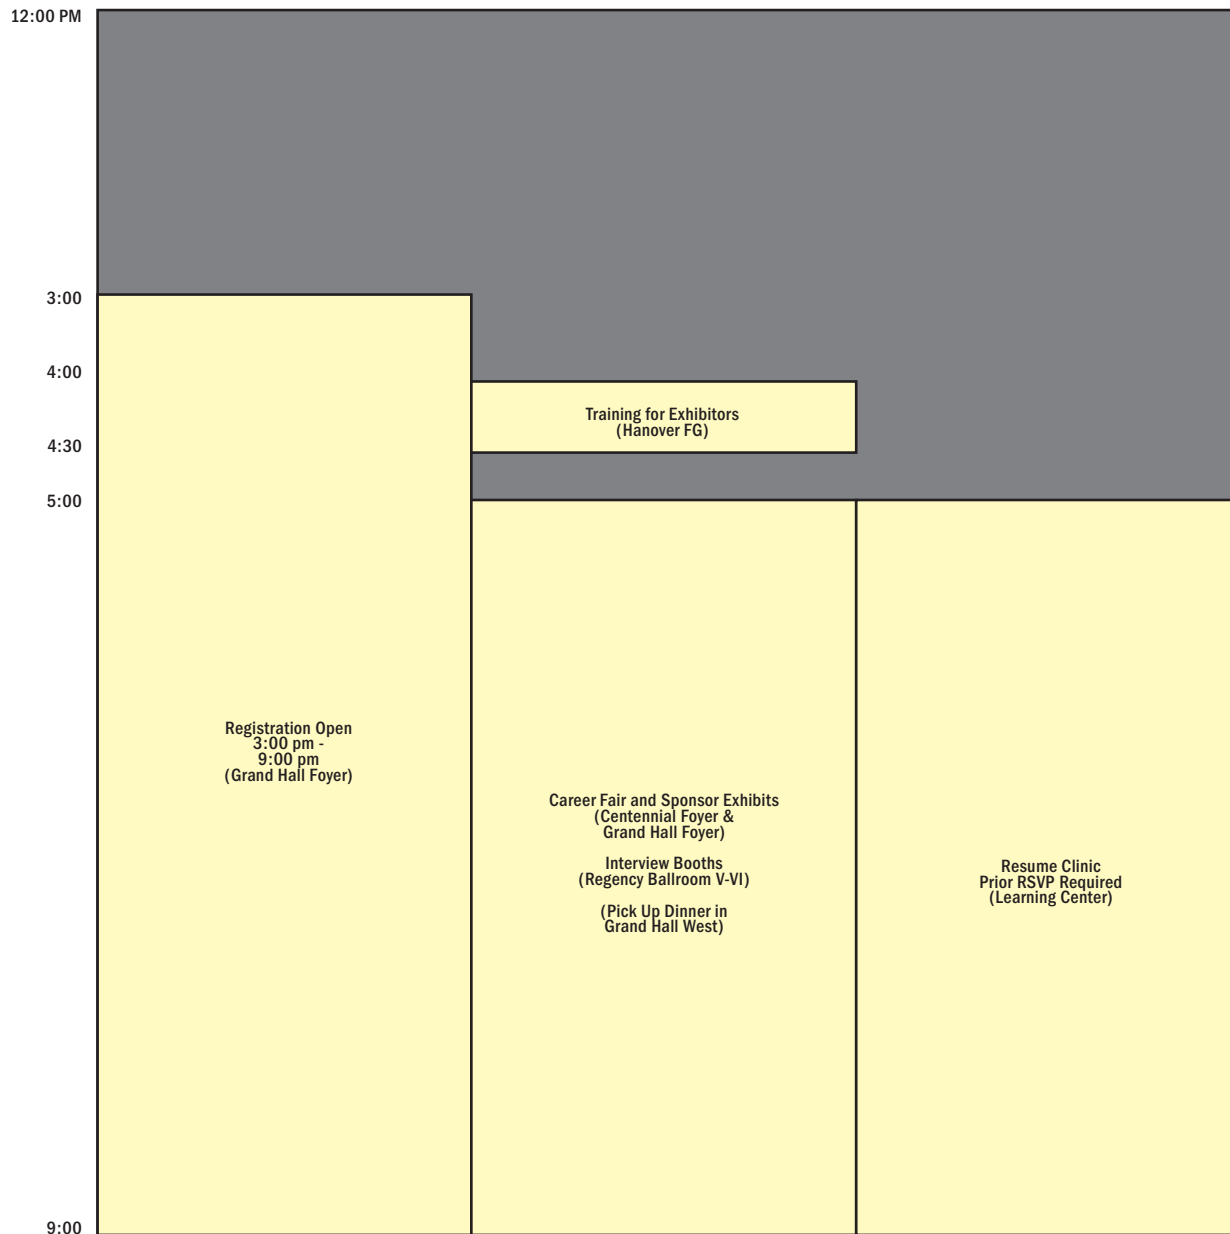 12:00 PM
3:00
4:00
4:30
5:00
9:00
Registration Open
3:00 pm -
9:00 pm
(Grand Hall Foyer)
Training for Exhibitors
(Hanover FG)
Career Fair and Sponsor Exhibits
(Centennial Foyer &
Grand Hall Foyer)
Interview Booths
(Regency Ballroom V-VI)
(Pick Up Dinner in
Grand Hall West)
Resume Clinic
Prior RSVP Required
(Learning Center)